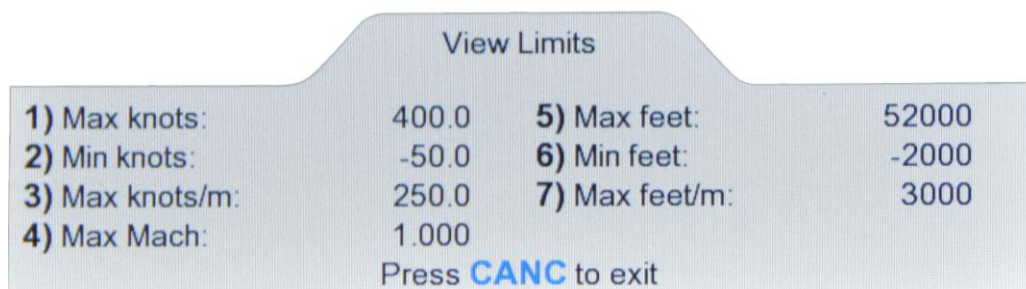 View Limits
1) Max knots: 400.0 5) Max feet: 52000
2) Min knots: -50.0 6) Min feet: -2000
3) Max knots/m: 250.0 7) Max feet/m: 3000
4) Max Mach: 1.000
Press CANC to exit